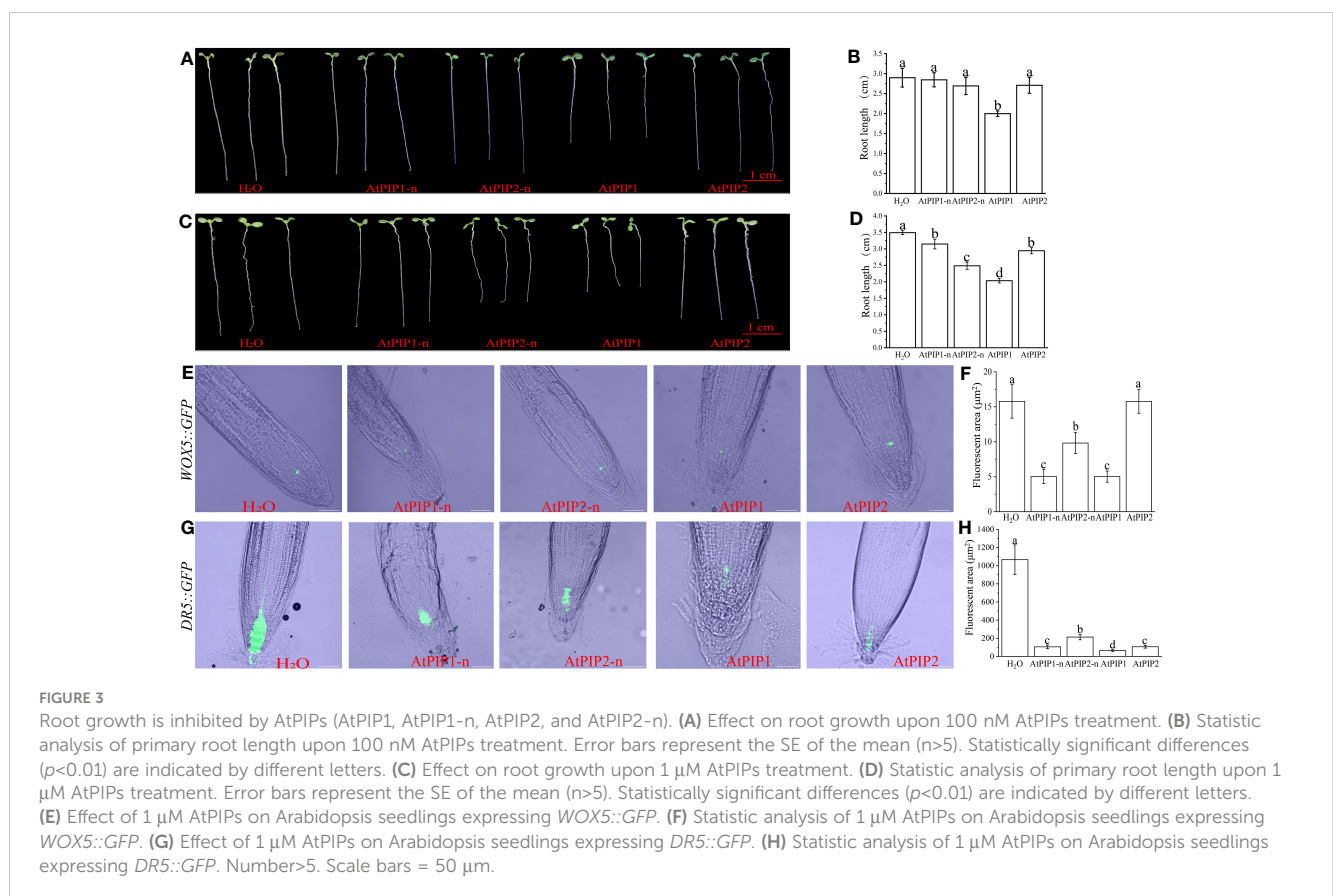 A
H₂O
AtPIP1-n
AtPIP2-n
AtPIP1
AtPIP2
1 cm
B
Root length (cm)
3.5
3.0
2.5
2.0
1.5
1.0
0.5
0.0
a
a
a
b
a
H₂O AtPIP1-n AtPIP2-n AtPIP1 AtPIP2
C
H₂O
AtPIP1-n
AtPIP2-n
AtPIP1
AtPIP2
1 cm
D
Root length (cm)
4.0
3.5
3.0
2.5
2.0
1.5
1.0
0.5
0.0
a
b
c
d
b
H₂O AtPIP1-n AtPIP2-n AtPIP1 AtPIP2
E
WOX5::GFP
H₂O
AtPIP1-n
AtPIP2-n
AtPIP1
AtPIP2
F
Fluorescent area (μm²)
20
15
10
5
0
a
c
b
c
a
H₂O AtPIP1-n AtPIP2-n AtPIP1 AtPIP2
G
DR5::GFP
H₂O
AtPIP1-n
AtPIP2-n
AtPIP1
AtPIP2
H
Fluorescent area (μm²)
1400
1200
1000
800
600
400
200
0
a
c
b
d
c
H₂O AtPIP1-n AtPIP2-n AtPIP1 AtPIP2
FIGURE 3
Root growth is inhibited by AtPIPs (AtPIP1, AtPIP1-n, AtPIP2, and AtPIP2-n). (A) Effect on root growth upon 100 nM AtPIPs treatment. (B) Statistic
analysis of primary root length upon 100 nM AtPIPs treatment. Error bars represent the SE of the mean (n>5). Statistically significant differences
(p<0.01) are indicated by different letters. (C) Effect on root growth upon 1 μM AtPIPs treatment. (D) Statistic analysis of primary root length upon 1
μM AtPIPs treatment. Error bars represent the SE of the mean (n>5). Statistically significant differences (p<0.01) are indicated by different letters.
(E) Effect of 1 μM AtPIPs on Arabidopsis seedlings expressing WOX5::GFP. (F) Statistic analysis of 1 μM AtPIPs on Arabidopsis seedlings expressing
WOX5::GFP. (G) Effect of 1 μM AtPIPs on Arabidopsis seedlings expressing DR5::GFP. (H) Statistic analysis of 1 μM AtPIPs on Arabidopsis seedlings
expressing DR5::GFP. Number>5. Scale bars = 50 μm.